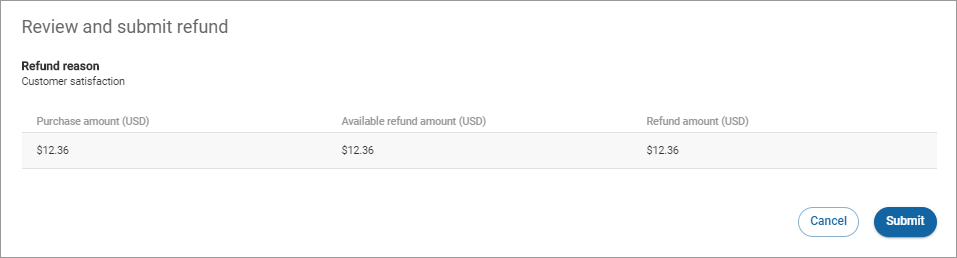 Review and submit refund
Refund reason
Customer satisfaction
Purchase amount (USD) Available refund amount (USD) Refund amount (USD)
$12.36 $12.36 $12.36
Cancel Submit